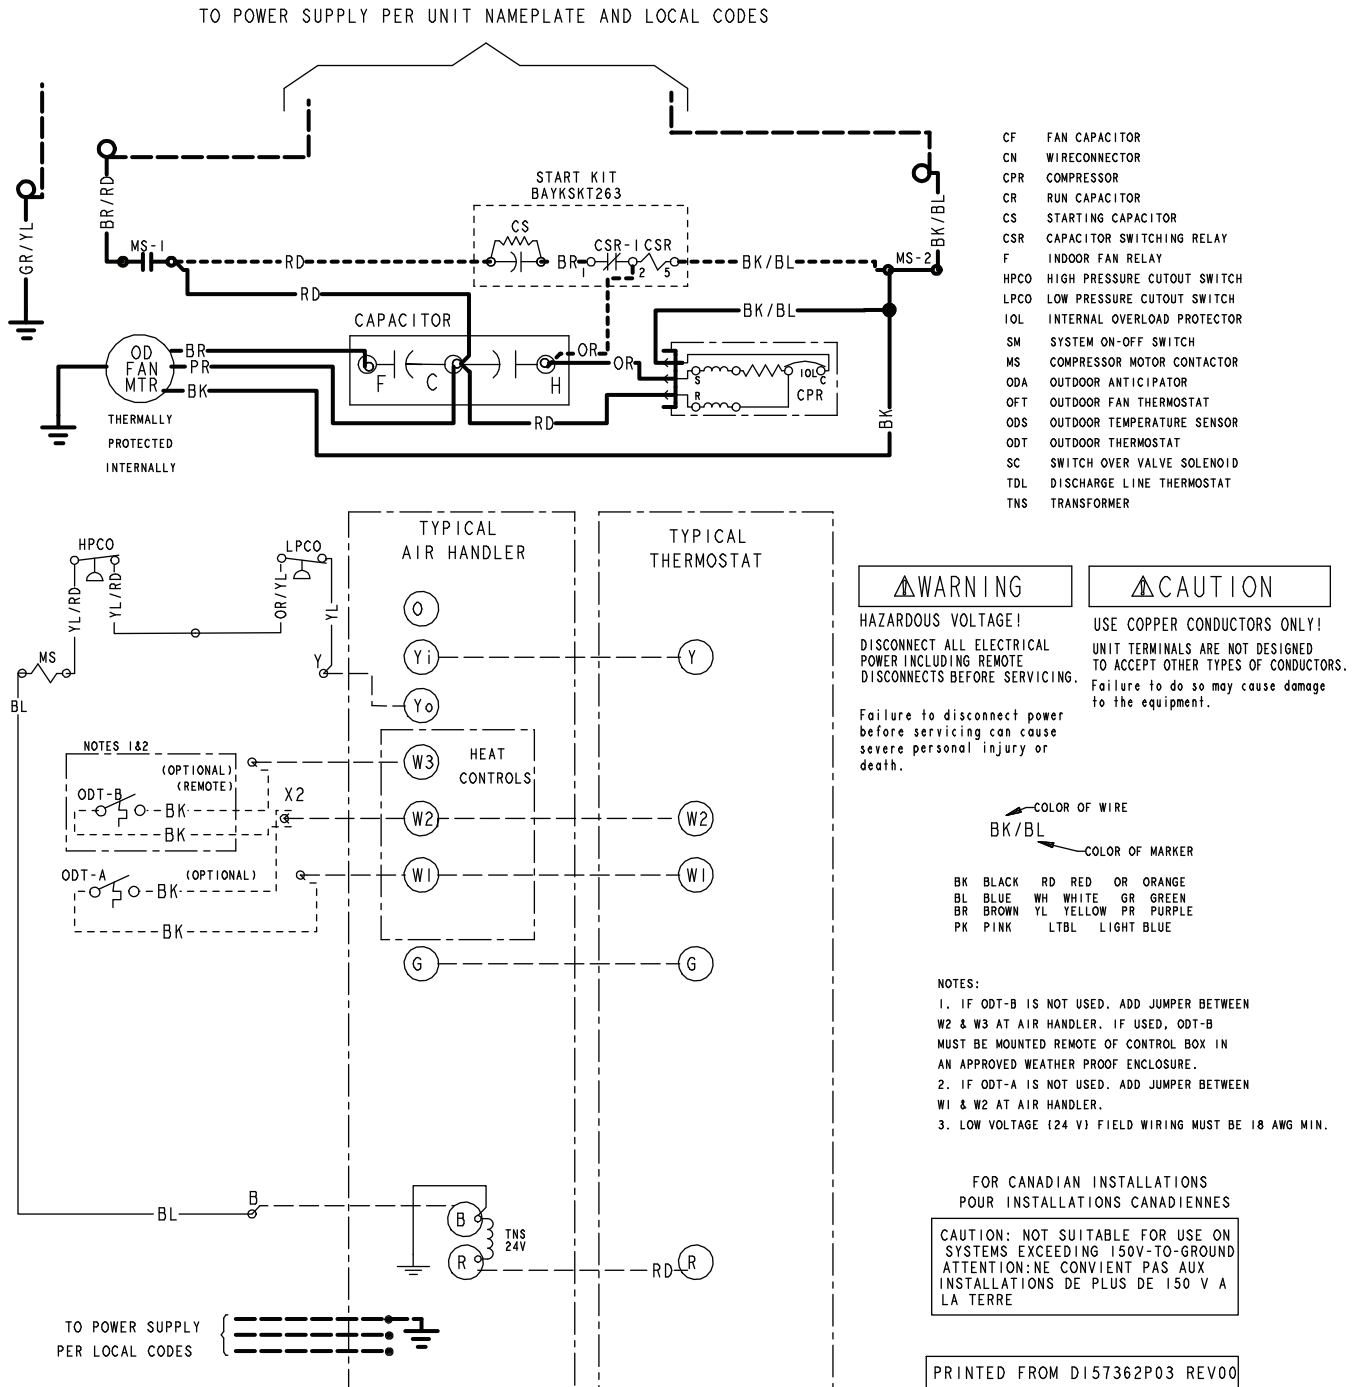 TO POWER SUPPLY PER UNIT NAMEPLATE AND LOCAL CODES
START KIT
BAYKSKT263
CS
CSR-1 CSR
BR/RD
GR/YL
MS-1
RD
BR
1
2
5
BK/BL
MS-2
BK/BL
RD
BK/BL
CAPACITOR
F
C
H
OR
OR
OD
FAN
MTR
BR
PR
BK
THERMALLY
PROTECTED
INTERNALLY
RD
S
R
IOL
C
CPR
BK
CF FAN CAPACITOR
CN WIRECONNECTOR
CPR COMPRESSOR
CR RUN CAPACITOR
CS STARTING CAPACITOR
CSR CAPACITOR SWITCHING RELAY
F INDOOR FAN RELAY
HPCO HIGH PRESSURE CUTOUT SWITCH
LPCO LOW PRESSURE CUTOUT SWITCH
IOL INTERNAL OVERLOAD PROTECTOR
SM SYSTEM ON-OFF SWITCH
MS COMPRESSOR MOTOR CONTACTOR
ODA OUTDOOR ANTICIPATOR
OFT OUTDOOR FAN THERMOSTAT
ODS OUTDOOR TEMPERATURE SENSOR
ODT OUTDOOR THERMOSTAT
SC SWITCH OVER VALVE SOLENOID
TDL DISCHARGE LINE THERMOSTAT
TNS TRANSFORMER
HPCO
LPCO
YL/RD
YL/RD
OR/YL
YL
MS
BL
Y
TYPICAL
AIR HANDLER
TYPICAL
THERMOSTAT
O
Yi
Y
Yo
HEAT
CONTROLS
W3
W2
W2
W1
W1
G
G
NOTES 1&2
(OPTIONAL)
(REMOTE)
ODT-B
BK
BK
X2
ODT-A
(OPTIONAL)
BK
BK
BL
B
B
R
TNS
24V
RD
R
TO POWER SUPPLY
PER LOCAL CODES
⚠WARNING
HAZARDOUS VOLTAGE!
DISCONNECT ALL ELECTRICAL
POWER INCLUDING REMOTE
DISCONNECTS BEFORE SERVICING.
Failure to disconnect power
before servicing can cause
severe personal injury or
death.
⚠CAUTION
USE COPPER CONDUCTORS ONLY!
UNIT TERMINALS ARE NOT DESIGNED
TO ACCEPT OTHER TYPES OF CONDUCTORS.
Failure to do so may cause damage
to the equipment.
COLOR OF WIRE
BK/BL
COLOR OF MARKER
BK BLACK RD RED OR ORANGE
BL BLUE WH WHITE GR GREEN
BR BROWN YL YELLOW PR PURPLE
PK PINK LTBL LIGHT BLUE
NOTES:
1. IF ODT-B IS NOT USED. ADD JUMPER BETWEEN
W2 & W3 AT AIR HANDLER. IF USED, ODT-B
MUST BE MOUNTED REMOTE OF CONTROL BOX IN
AN APPROVED WEATHER PROOF ENCLOSURE.
2. IF ODT-A IS NOT USED. ADD JUMPER BETWEEN
W1 & W2 AT AIR HANDLER.
3. LOW VOLTAGE (24 V) FIELD WIRING MUST BE 18 AWG MIN.
FOR CANADIAN INSTALLATIONS
POUR INSTALLATIONS CANADIENNES
CAUTION: NOT SUITABLE FOR USE ON
SYSTEMS EXCEEDING 150V-TO-GROUND
ATTENTION:NE CONVIENT PAS AUX
INSTALLATIONS DE PLUS DE 150 V A
LA TERRE
PRINTED FROM D157362P03 REV00